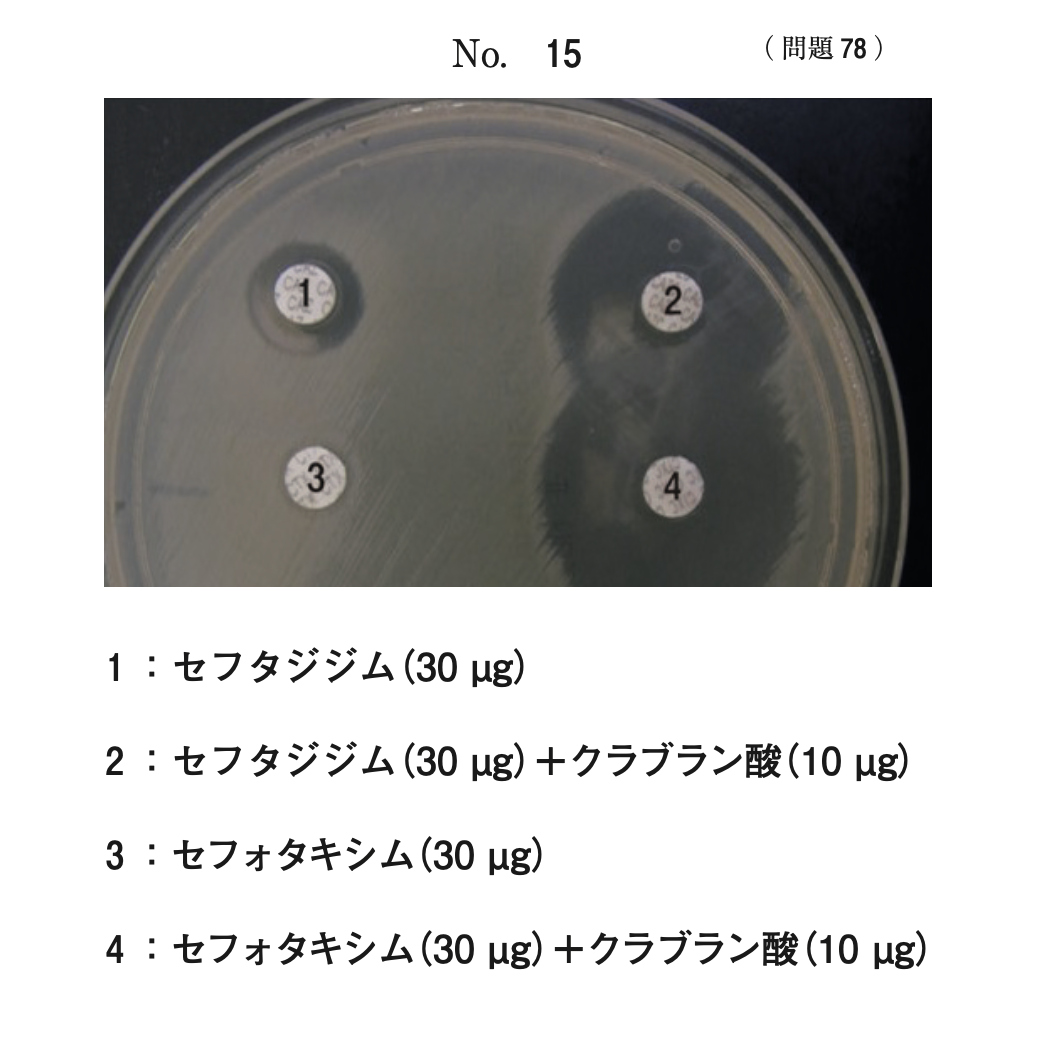 No. 15
(問題 78)
1
2
3
4
1 : セフタジジム(30 μg)
2 : セフタジジム(30 μg)+クラブラン酸(10 μg)
3 : セフォタキシム(30 μg)
4 : セフォタキシム(30 μg)+クラブラン酸(10 μg)